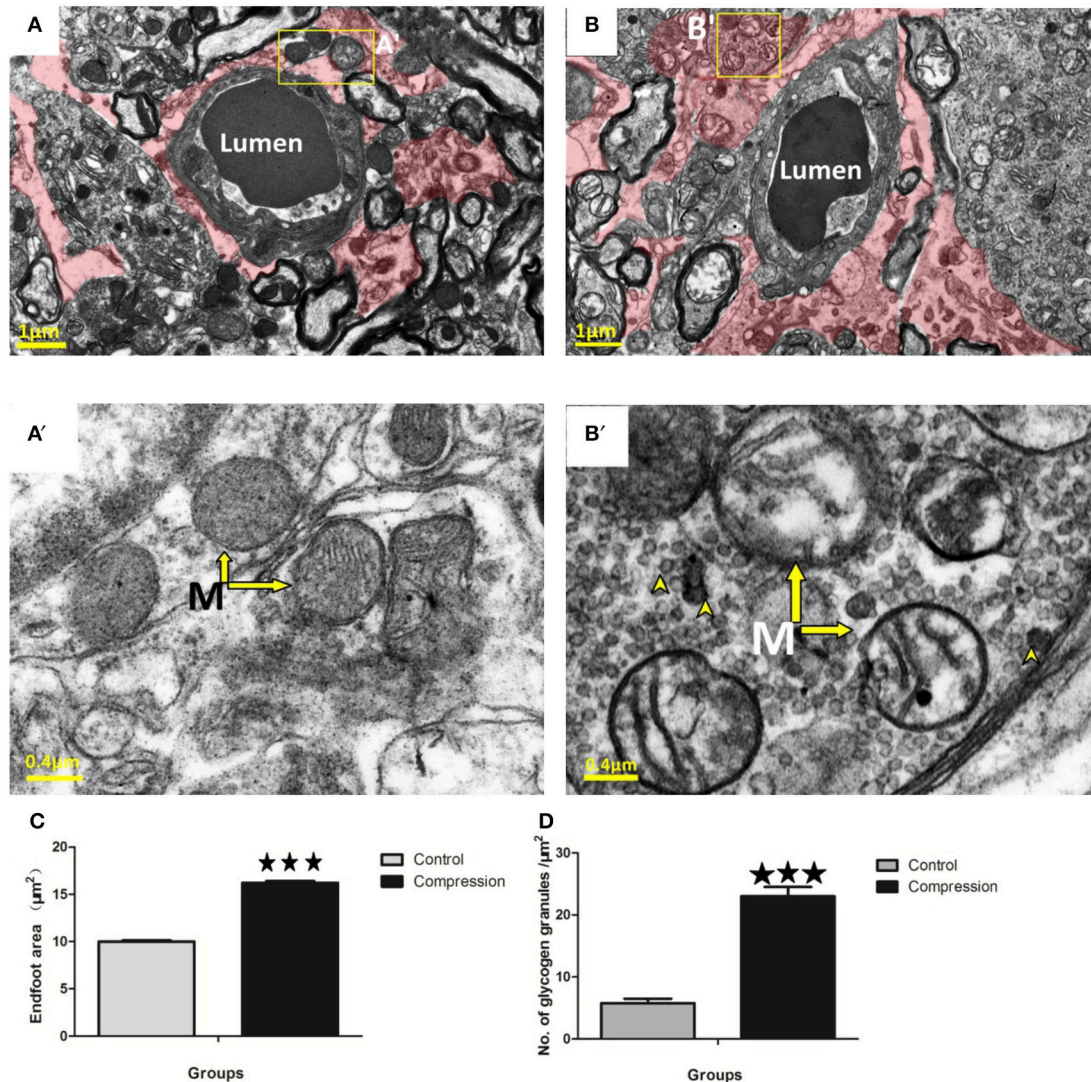 A
A'
Lumen
1μm
B
B'
Lumen
1μm
A′
M
0.4μm
B′
M
0.4μm
C
20
15
10
5
0
Endfoot area (μm²)
★★★
Control
Compression
Groups
D
30
20
10
0
No. of glycogen granules /μm²
★★★
Control
Compression
Groups